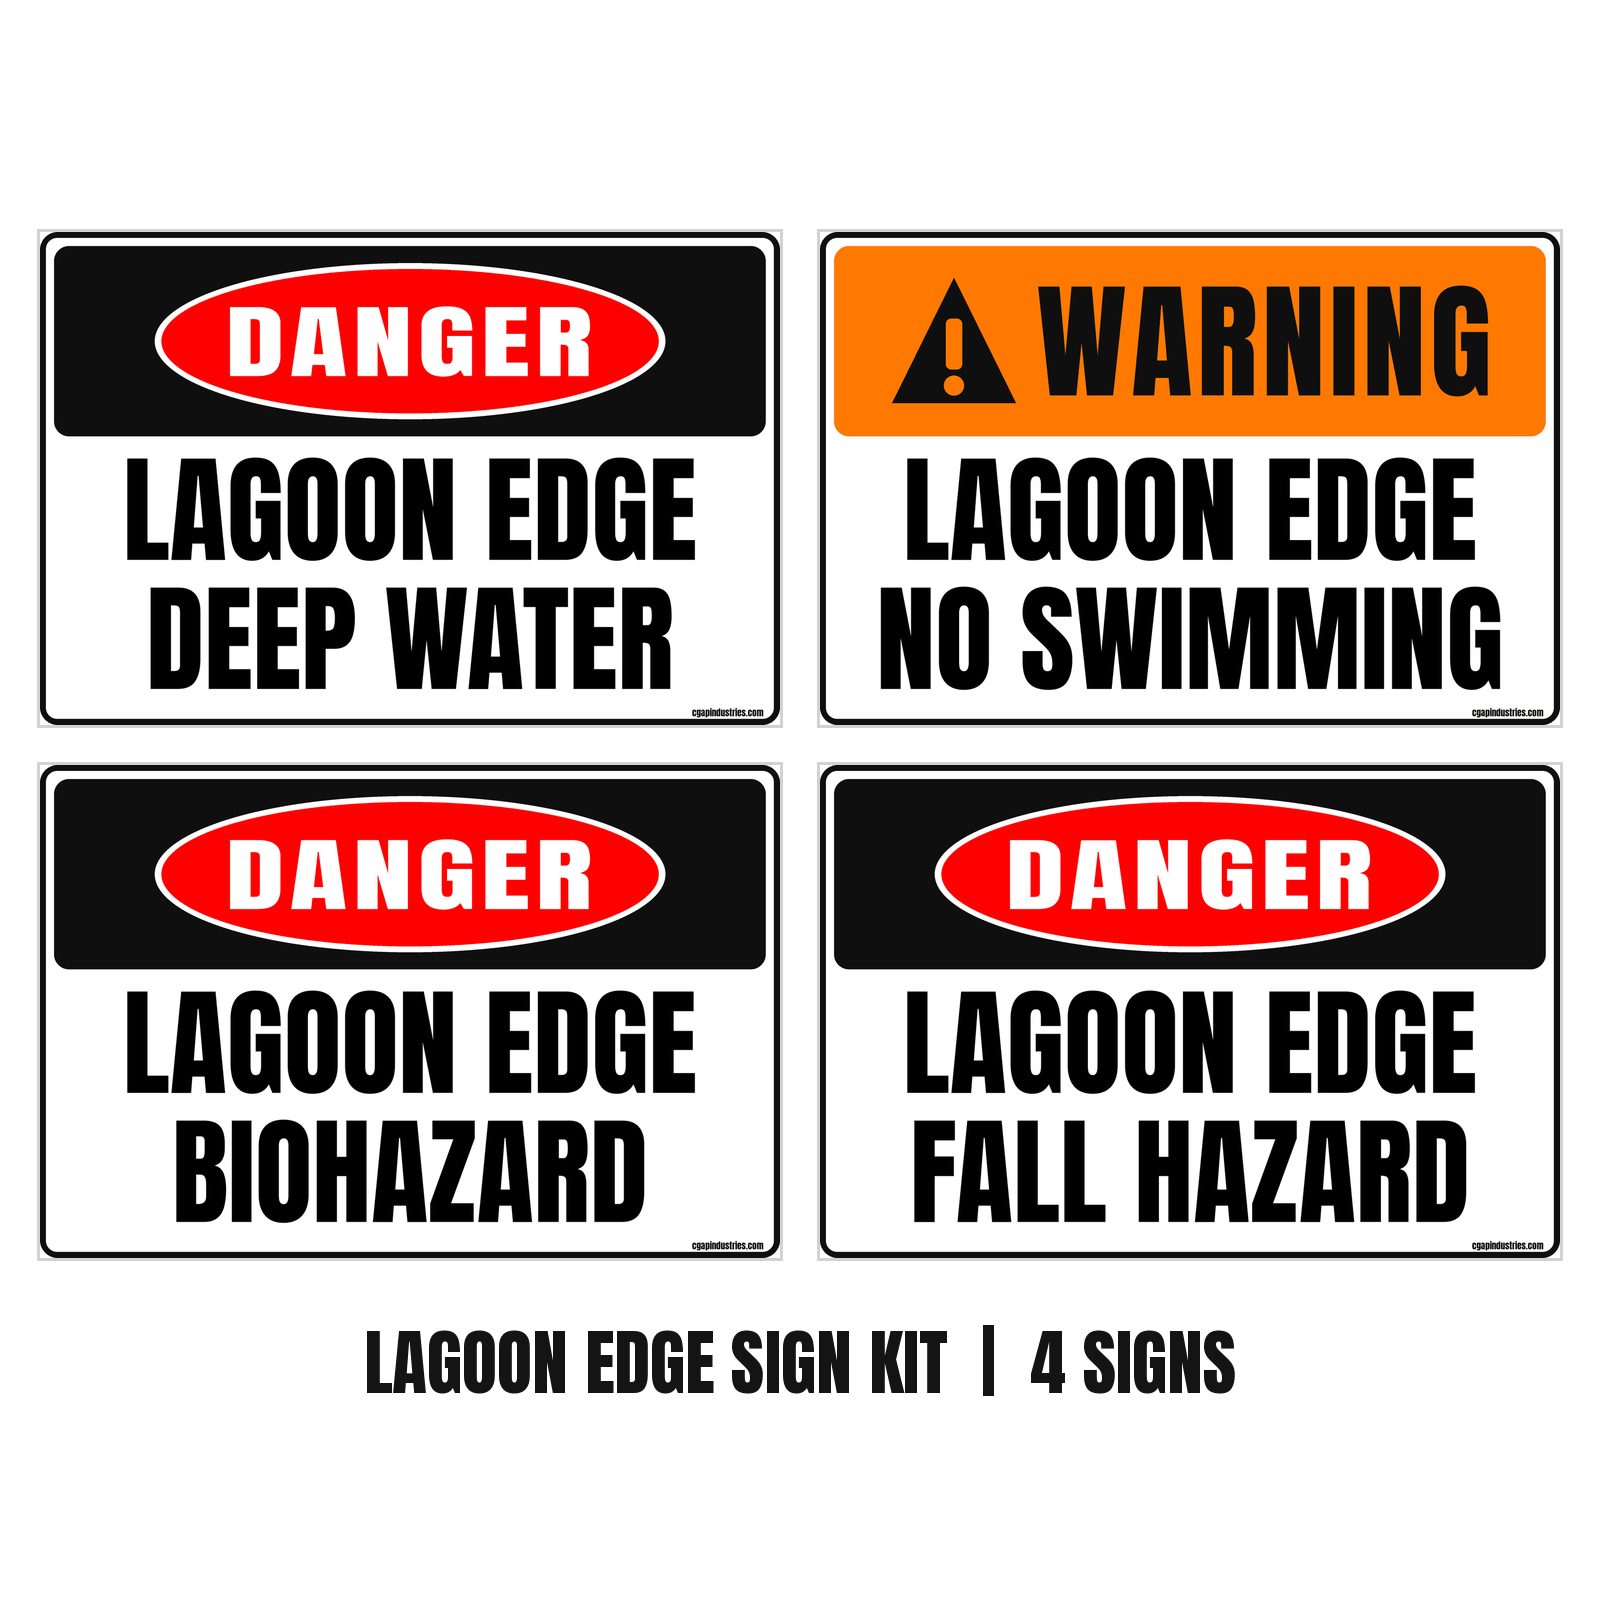 DANGER
LAGOON EDGE
DEEP WATER
cgapindustries.com
WARNING
LAGOON EDGE
NO SWIMMING
cgapindustries.com
DANGER
LAGOON EDGE
BIOHAZARD
cgapindustries.com
DANGER
LAGOON EDGE
FALL HAZARD
cgapindustries.com
LAGOON EDGE SIGN KIT | 4 SIGNS